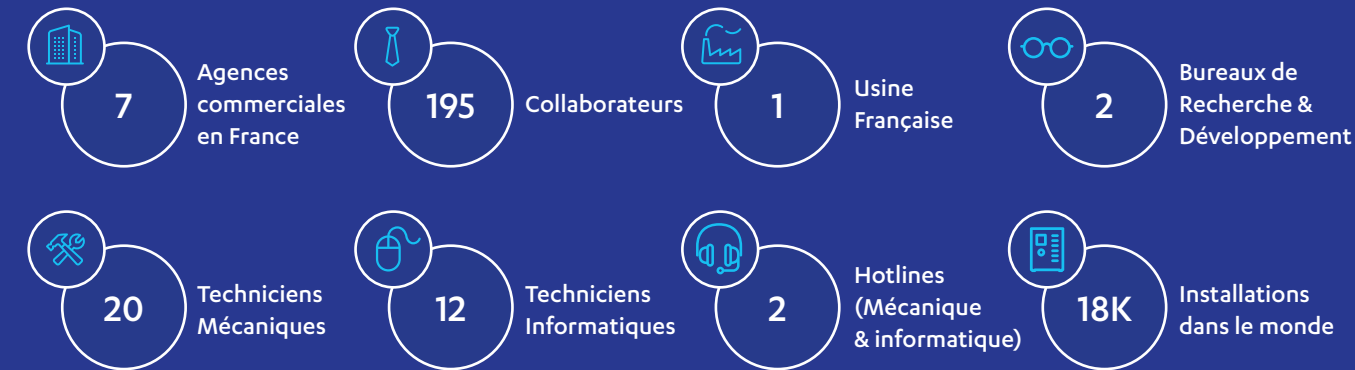 7
Agences
commerciales
en France
195
Collaborateurs
1
Usine
Française
2
Bureaux de
Recherche &
Développement
20
Techniciens
Mécaniques
12
Techniciens
Informatiques
2
Hotlines
(Mécanique
& informatique)
18K
Installations
dans le monde